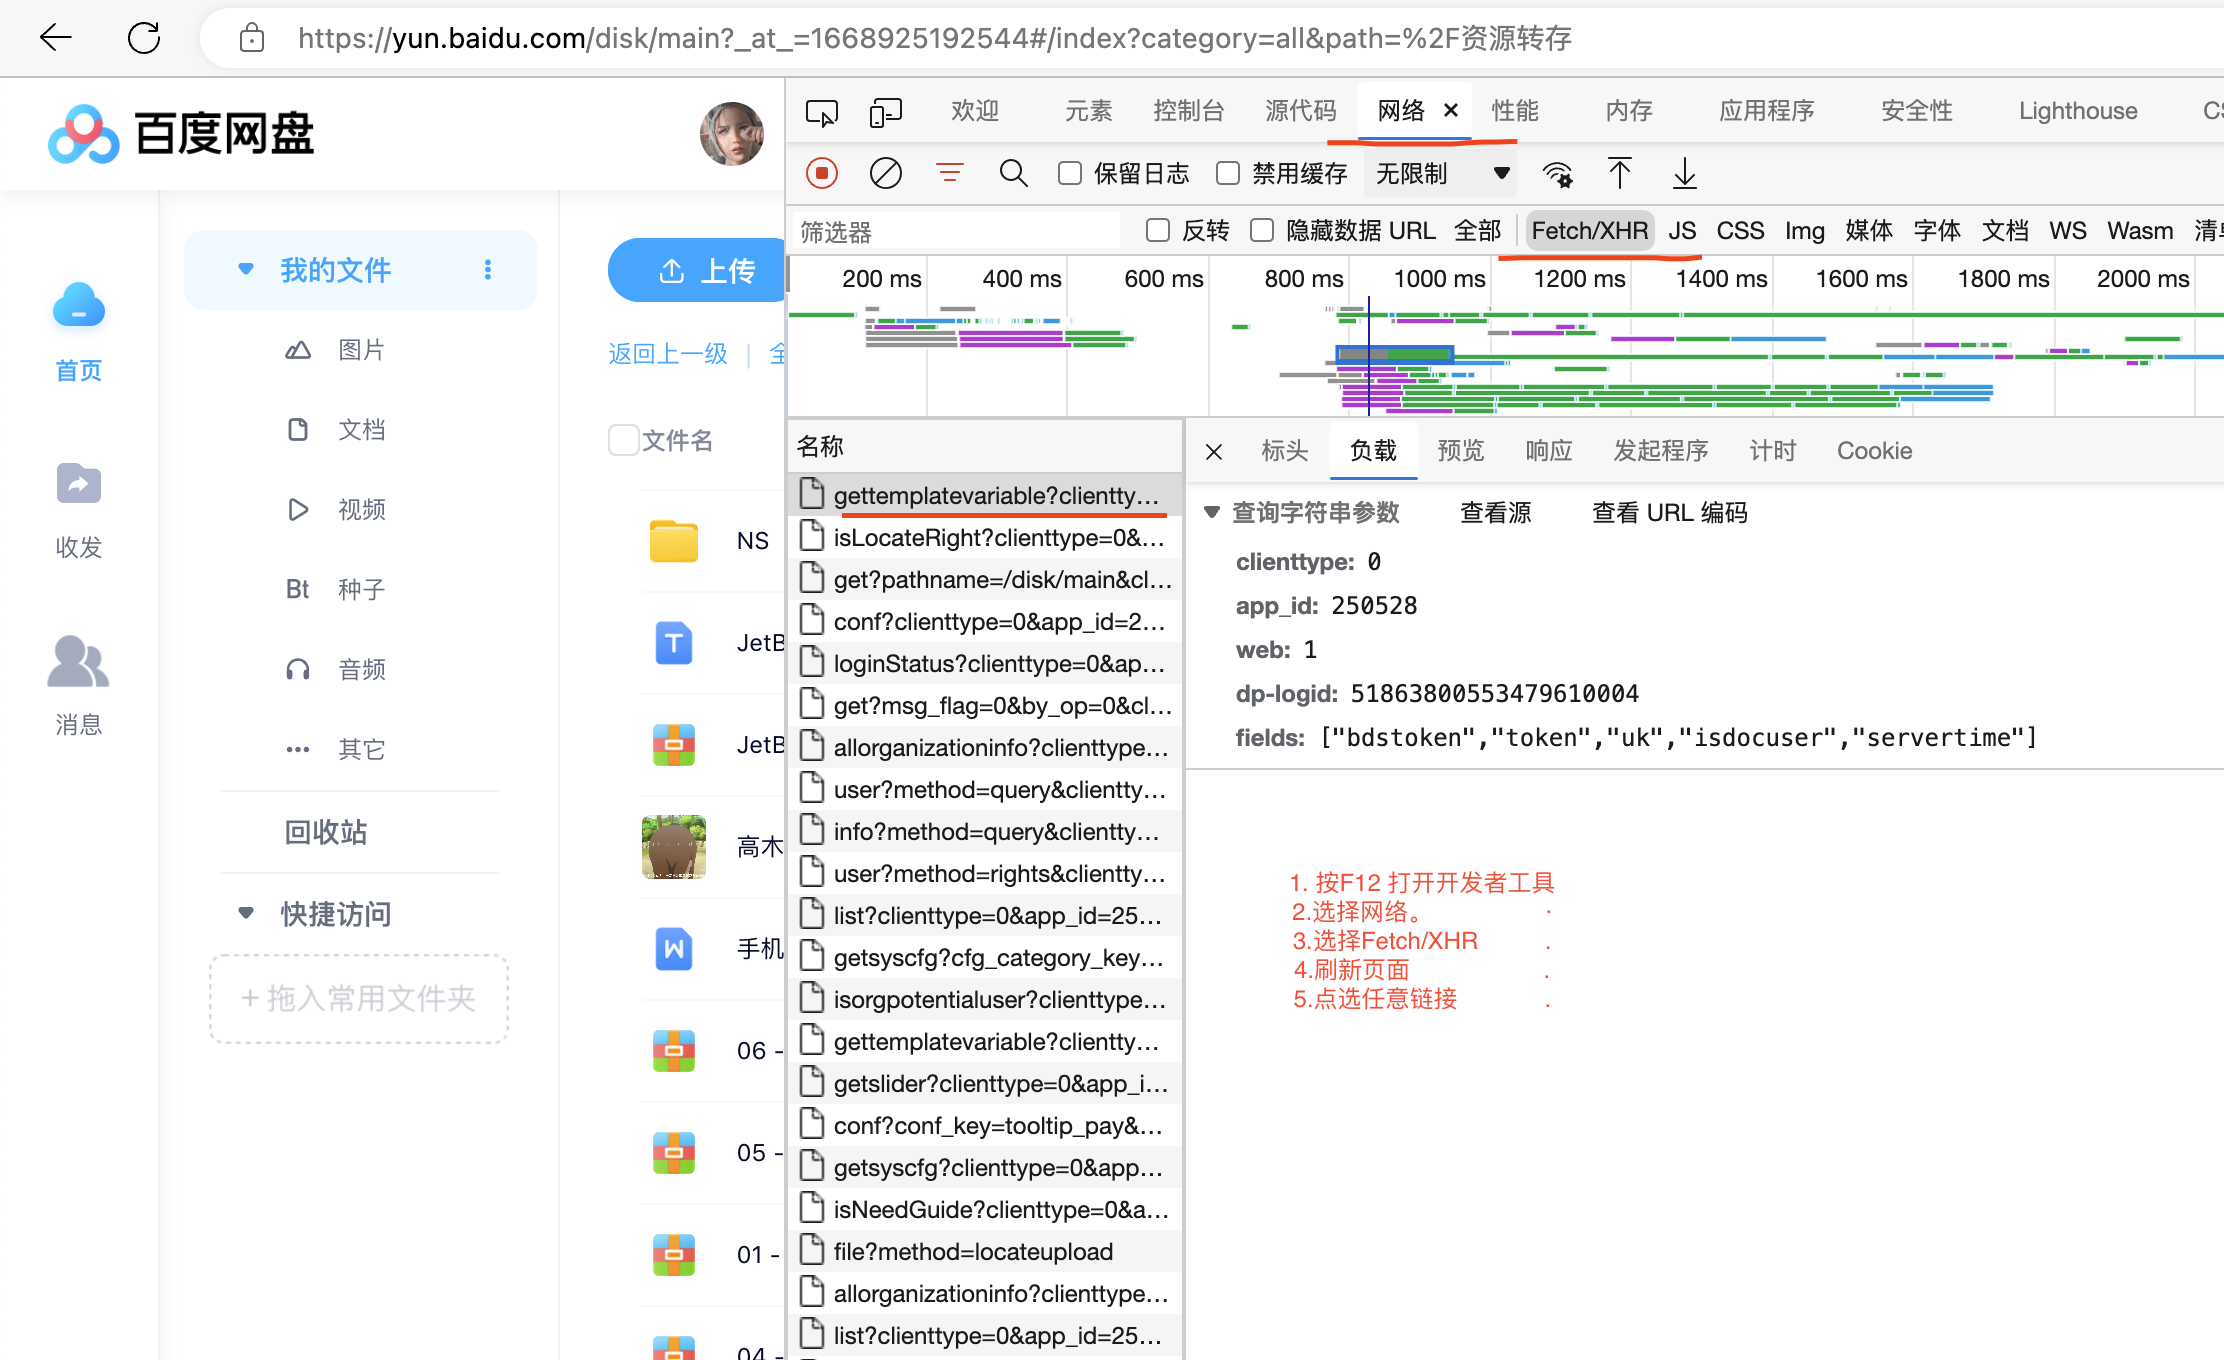 https://yun.baidu.com/disk/main?_at_=1668925192544#/index?category=all&path=%2F资源转存
百度网盘
首页
收发
消息
我的文件
图片
文档
视频
Bt 种子
音频
其它
回收站
快捷访问
+ 拖入常用文件夹
上传
返回上一级 | 全
文件名
NS
JetB
JetB
高木
手机
06 -
05 -
01 -
04 -
欢迎 元素 控制台 源代码 网络 性能 内存 应用程序 安全性 Lighthouse
保留日志 禁用缓存 无限制
筛选器 反转 隐藏数据 URL 全部 Fetch/XHR JS CSS Img 媒体 字体 文档 WS Wasm 清单
200 ms 400 ms 600 ms 800 ms 1000 ms 1200 ms 1400 ms 1600 ms 1800 ms 2000 ms
名称
gettemplatevariable?clientty…
isLocateRight?clienttype=0&…
get?pathname=/disk/main&cl…
conf?clienttype=0&app_id=2…
loginStatus?clienttype=0&ap…
get?msg_flag=0&by_op=0&cl…
allorganizationinfo?clienttype…
user?method=query&clientty…
info?method=query&clientty…
user?method=rights&clientty…
list?clienttype=0&app_id=25…
getsyscfg?cfg_category_key…
isorgpotentialuser?clienttype…
gettemplatevariable?clientty…
getslider?clienttype=0&app_i…
conf?conf_key=tooltip_pay&…
getsyscfg?clienttype=0&app…
isNeedGuide?clienttype=0&a…
file?method=locateupload
allorganizationinfo?clienttype…
list?clienttype=0&app_id=25…
标头 负载 预览 响应 发起程序 计时 Cookie
查询字符串参数 查看源 查看 URL 编码
clienttype: 0
app_id: 250528
web: 1
dp-logid: 51863800553479610004
fields: ["bdstoken","token","uk","isdocuser","servertime"]
1. 按F12 打开开发者工具
2.选择网络。
3.选择Fetch/XHR
4.刷新页面
5.点选任意链接